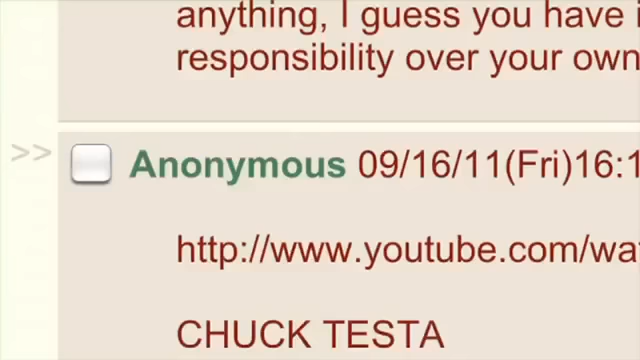 anything, I guess you have
responsibility over your own
>> Anonymous 09/16/11(Fri)16:1
http://www.youtube.com/wa
CHUCK TESTA